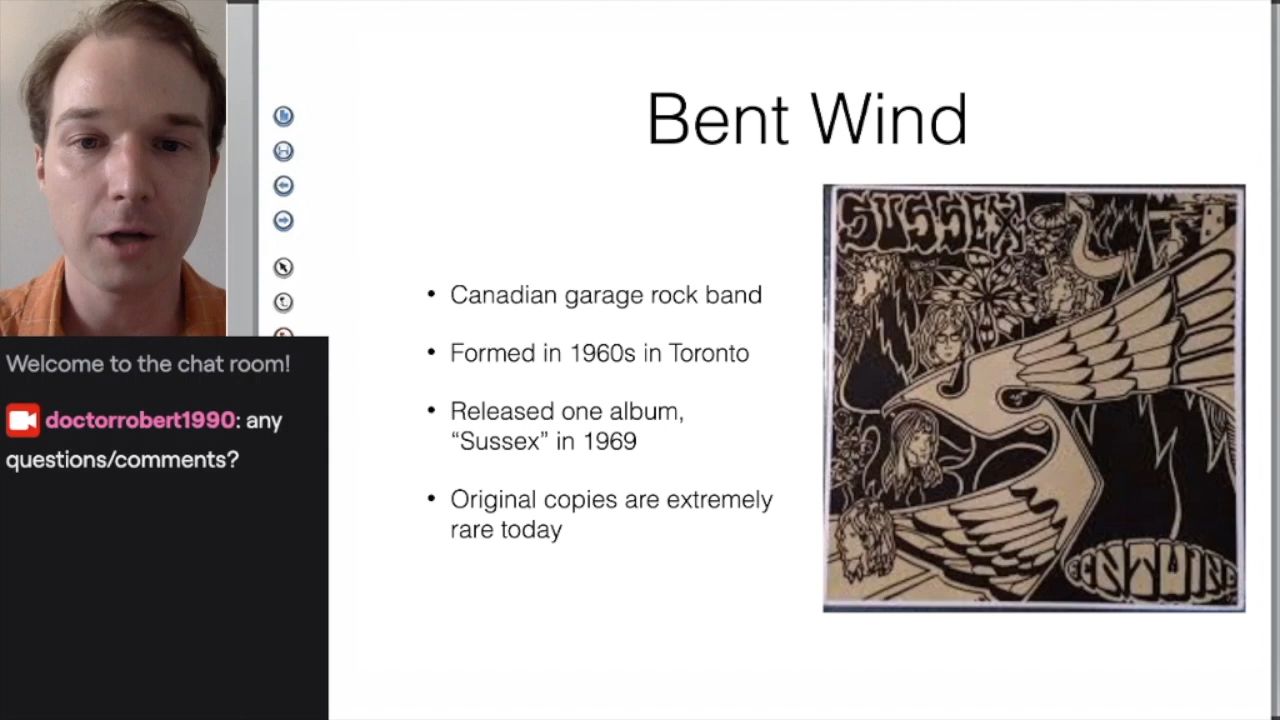 Bent Wind
SUSSEX
• Canadian garage rock band
• Formed in 1960s in Toronto
• Released one album,
“Sussex” in 1969
• Original copies are extremely
rare today
BENTWIND
Welcome to the chat room!
doctorrobert1990: any
questions/comments?